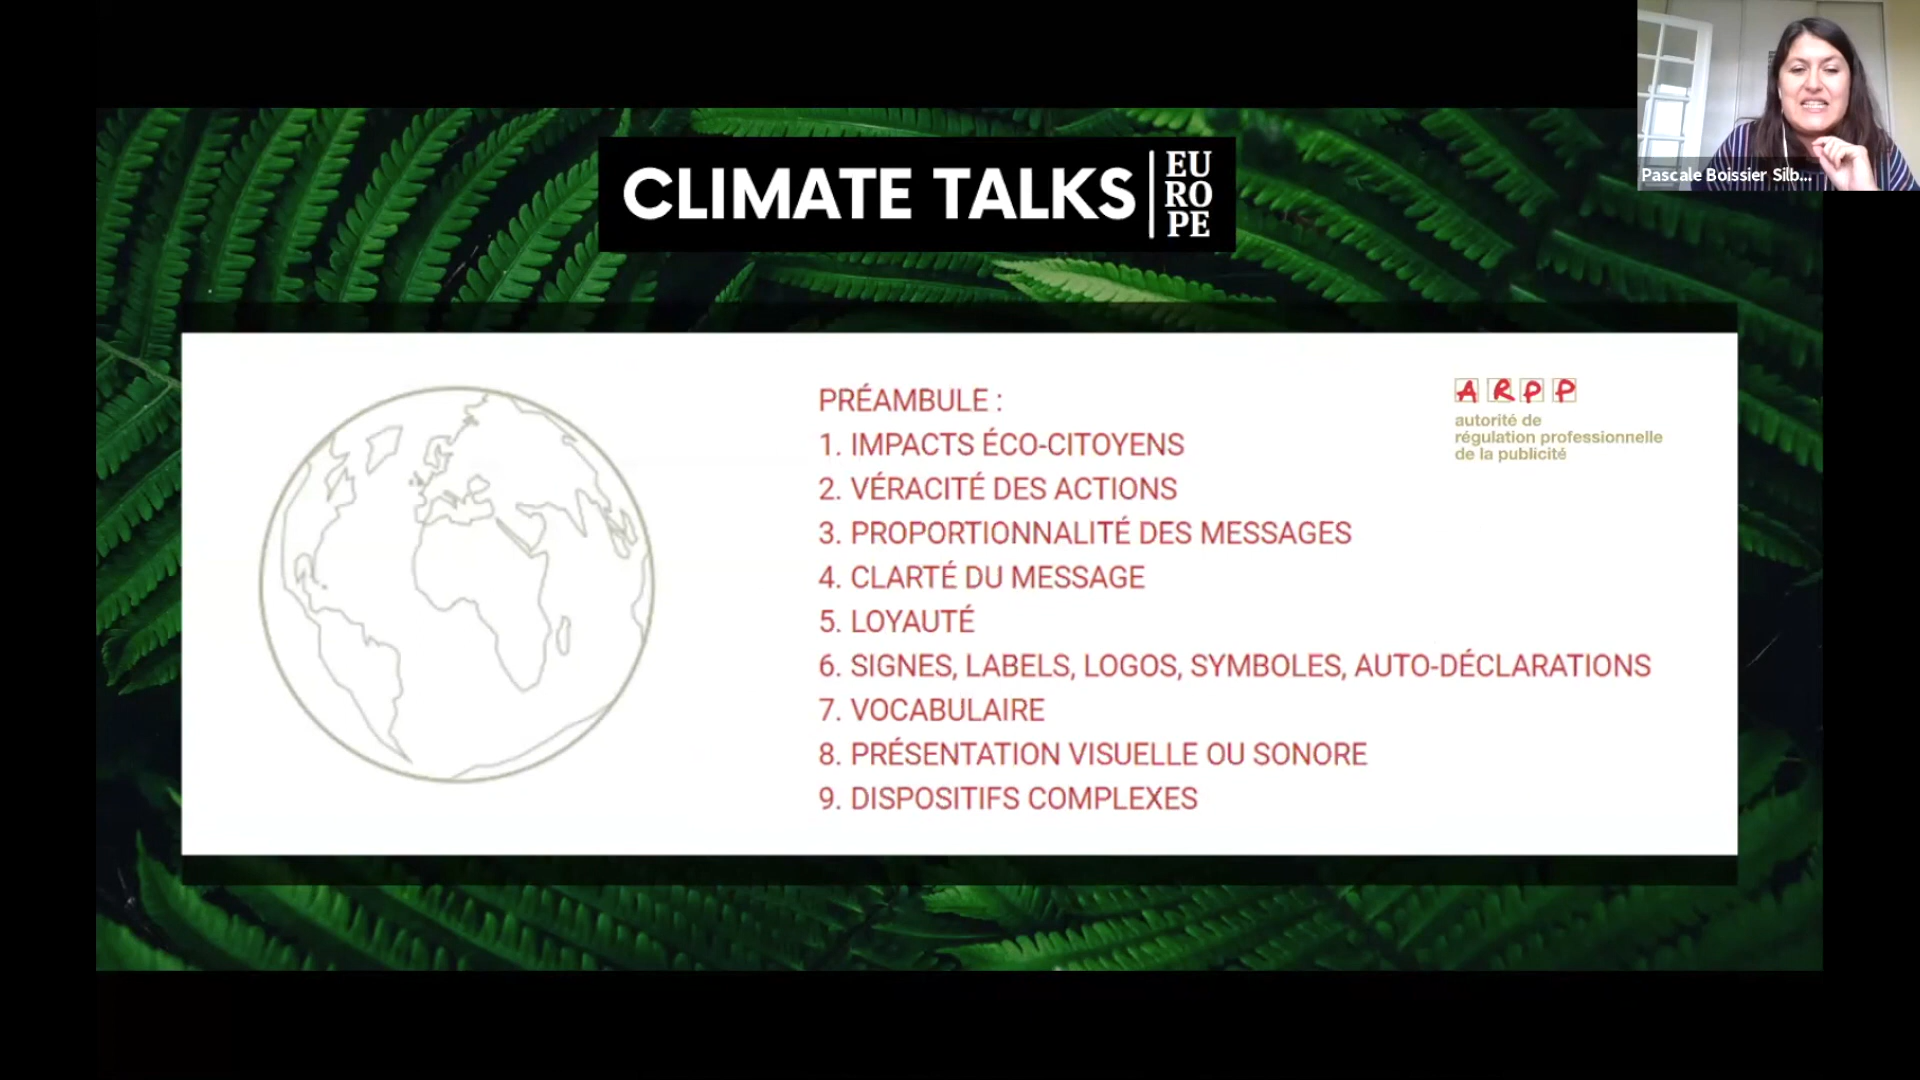 CLIMATE TALKS
EU
RO
PE
Pascale Boissier Silb...
PRÉAMBULE :
1. IMPACTS ÉCO-CITOYENS
2. VÉRACITÉ DES ACTIONS
3. PROPORTIONNALITÉ DES MESSAGES
4. CLARTÉ DU MESSAGE
5. LOYAUTÉ
6. SIGNES, LABELS, LOGOS, SYMBOLES, AUTO-DÉCLARATIONS
7. VOCABULAIRE
8. PRÉSENTATION VISUELLE OU SONORE
9. DISPOSITIFS COMPLEXES
ARPP
autorité de
régulation professionnelle
de la publicité